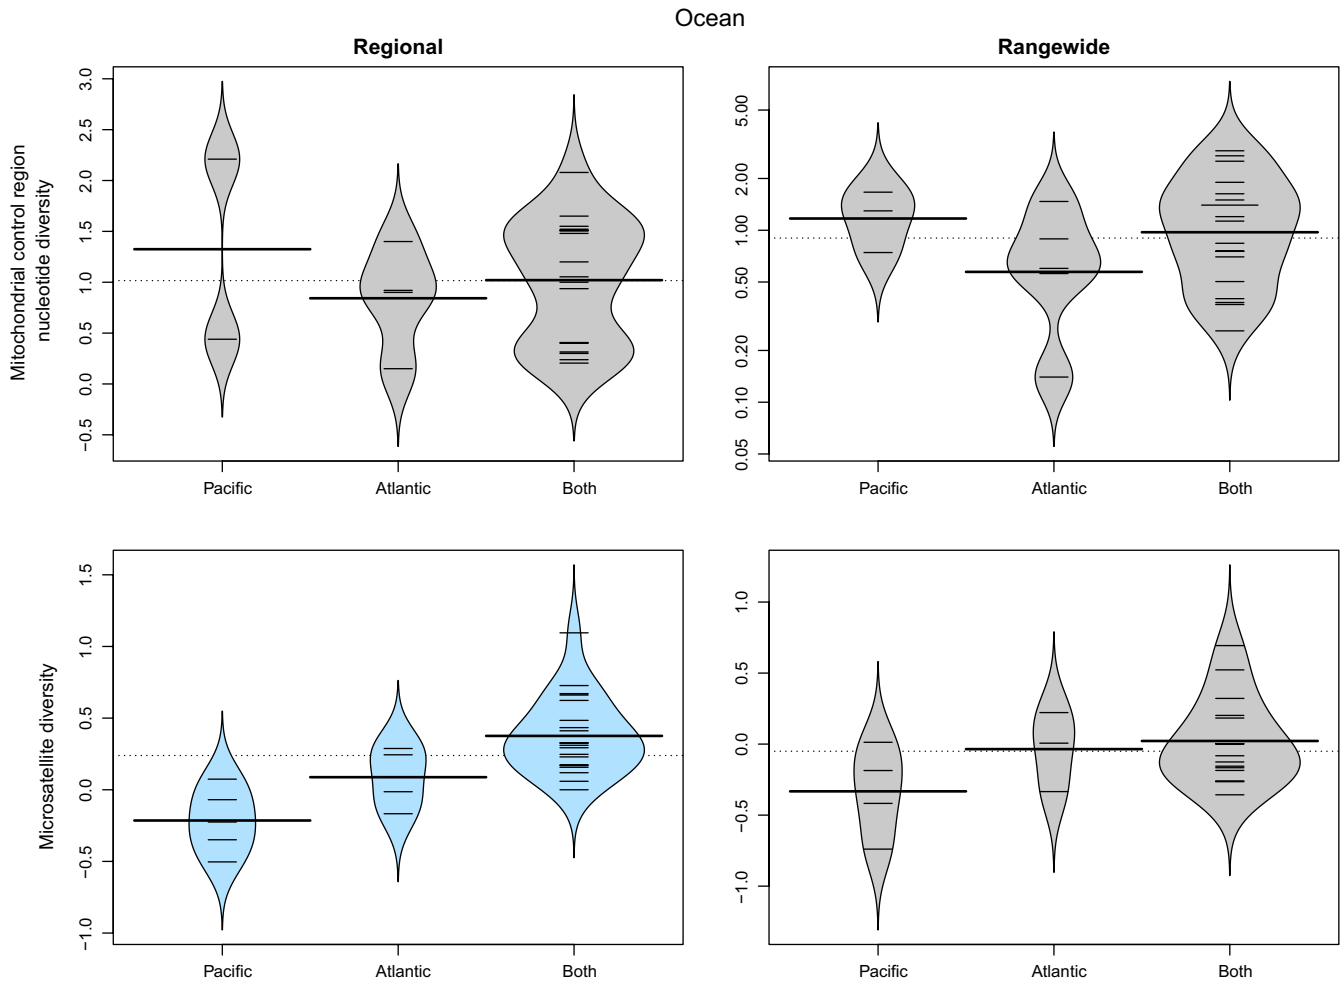 Ocean
Regional
Rangewide
Mitochondrial control region
nucleotide diversity
3.0
2.5
2.0
1.5
1.0
0.5
0.0
−0.5
Pacific
Atlantic
Both
5.00
2.00
1.00
0.50
0.20
0.10
0.05
Pacific
Atlantic
Both
Microsatellite diversity
1.5
1.0
0.5
0.0
−0.5
−1.0
Pacific
Atlantic
Both
1.0
0.5
0.0
−0.5
−1.0
Pacific
Atlantic
Both